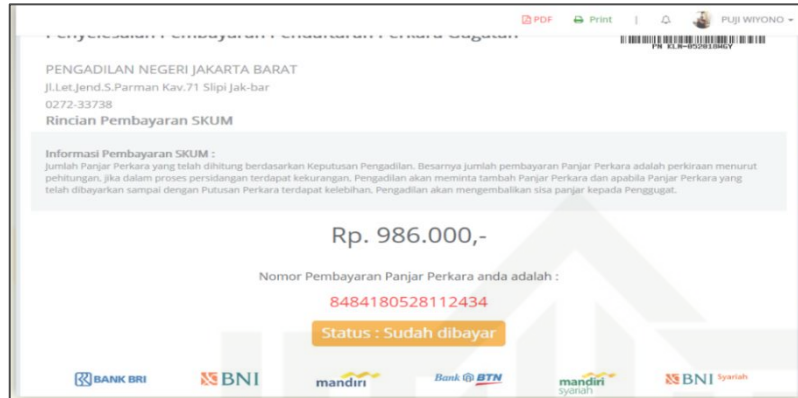 PDF Print | PUJI WIYONO
Penyelesaian Pembayaran Pendaftaran Perkara Gugatan
PENGADILAN NEGERI JAKARTA BARAT
Jl.Let.Jend.S.Parman Kav.71 Slipi Jak-bar
0272-33738
Rincian Pembayaran SKUM
Informasi Pembayaran SKUM :
Jumlah Panjar Perkara yang telah dihitung berdasarkan Keputusan Pengadilan. Besarnya jumlah pembayaran Panjar Perkara adalah perkiraan menurut
pehitungan, jika dalam proses persidangan terdapat kekurangan, Pengadilan akan meminta tambah Panjar Perkara dan apabila Panjar Perkara yang
telah dibayarkan sampai dengan Putusan Perkara terdapat kelebihan, Pengadilan akan mengembalikan sisa panjar kepada Penggugat.
Rp. 986.000,-
Nomor Pembayaran Panjar Perkara anda adalah :
8484180528112434
Status : Sudah dibayar
BANK BRI BNI mandiri Bank BTN mandiri syariah BNI Syariah